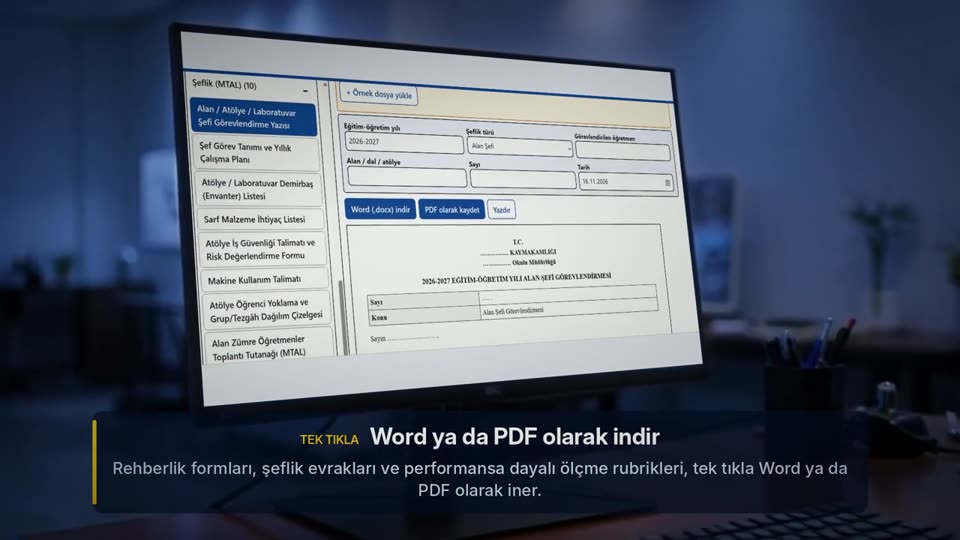 Şeflik (MTAL) (10)
–
Alan / Atölye / Laboratuvar
Şefi Görevlendirme Yazısı
Şef Görev Tanımı ve Yıllık
Çalışma Planı
Atölye / Laboratuvar Demirbaş
(Envanter) Listesi
Sarf Malzeme İhtiyaç Listesi
Atölye İş Güvenliği Talimatı ve
Risk Değerlendirme Formu
Makine Kullanım Talimatı
Atölye Öğrenci Yoklama ve
Grup/Tezgâh Dağılım Çizelgesi
Alan Zümre Öğretmenler
Toplantı Tutanağı (MTAL)
+ Örnek dosya yükle
Eğitim-öğretim yılı
2026-2027
Şeflik türü
Alan Şefi
Görevlendirilen öğretmen
Alan / dal / atölye
Sayı
Tarih
16.11.2026
Word (.docx) indir
PDF olarak kaydet
Yazdır
T.C.
.............. KAYMAKAMLIĞI
.............. Okulu Müdürlüğü
2026-2027 EĞİTİM-ÖĞRETİM YILI ALAN ŞEFİ GÖREVLENDİRMESİ
Sayı ......
Konu Alan Şefi Görevlendirmesi
Sayın ..........................
TEK TIKLA Word ya da PDF olarak indir
Rehberlik formları, şeflik evrakları ve performansa dayalı ölçme rubrikleri, tek tıkla Word ya da
PDF olarak iner.